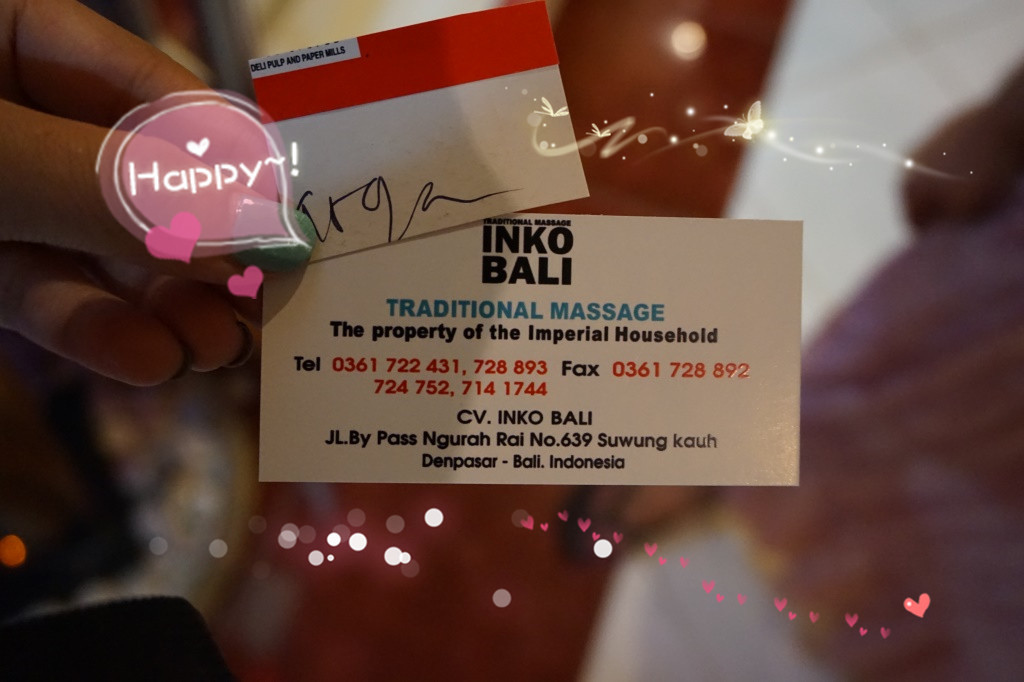 DELI PULP AND PAPER MILLS
Happy~!
TRADITIONAL MASSAGE
INKO
BALI
TRADITIONAL MASSAGE
The property of the Imperial Household
Tel 0361 722 431, 728 893 Fax 0361 728 892
724 752, 714 1744
CV. INKO BALI
JL.By Pass Ngurah Rai No.639 Suwung kauh
Denpasar - Bali. Indonesia